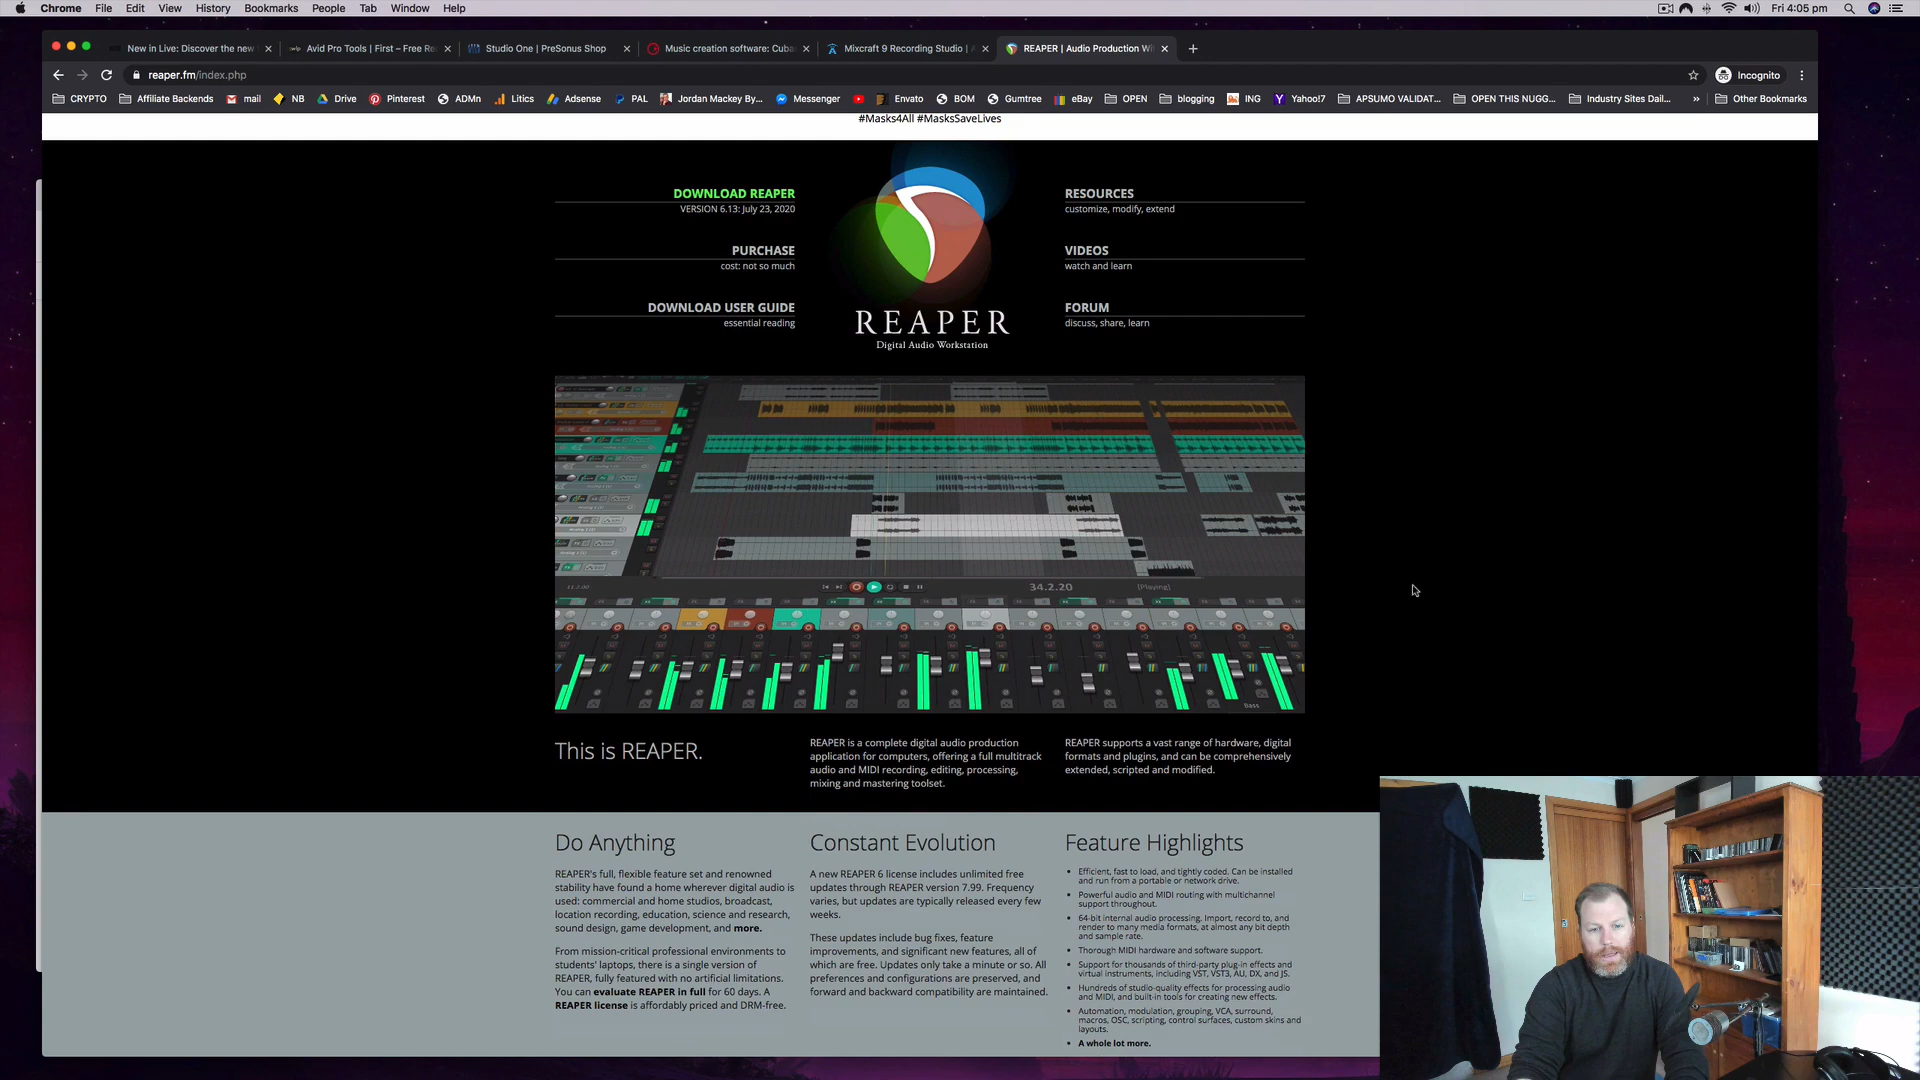 Chrome File Edit View History Bookmarks People Tab Window Help
Fri 4:05 pm
New in Live: Discover the new
Avid Pro Tools | First – Free Re
Studio One | PreSonus Shop
Music creation software: Cuba
Mixcraft 9 Recording Studio |
REAPER | Audio Production Wi
reaper.fm/index.php
Incognito
CRYPTO Affiliate Backends mail NB Drive Pinterest ADMn Litics Adsense PAL Jordan Mackey By... Messenger Envato BOM Gumtree eBay OPEN blogging ING Yahoo!7 APSUMO VALIDAT... OPEN THIS NUGG... Industry Sites Dail... » Other Bookmarks
#Masks4All #MasksSaveLives
DOWNLOAD REAPER
VERSION 6.13: July 23, 2020
PURCHASE
cost: not so much
DOWNLOAD USER GUIDE
essential reading
REAPER
Digital Audio Workstation
RESOURCES
customize, modify, extend
VIDEOS
watch and learn
FORUM
discuss, share, learn
34.2.20
[Playing]
Bass
This is REAPER.
REAPER is a complete digital audio production
application for computers, offering a full multitrack
audio and MIDI recording, editing, processing,
mixing and mastering toolset.
REAPER supports a vast range of hardware, digital
formats and plugins, and can be comprehensively
extended, scripted and modified.
Do Anything
REAPER's full, flexible feature set and renowned
stability have found a home wherever digital audio is
used: commercial and home studios, broadcast,
location recording, education, science and research,
sound design, game development, and more.
From mission-critical professional environments to
students' laptops, there is a single version of
REAPER, fully featured with no artificial limitations.
You can evaluate REAPER in full for 60 days. A
REAPER license is affordably priced and DRM-free.
Constant Evolution
A new REAPER 6 license includes unlimited free
updates through REAPER version 7.99. Frequency
varies, but updates are typically released every few
weeks.
These updates include bug fixes, feature
improvements, and significant new features, all of
which are free. Updates only take a minute or so. All
preferences and configurations are preserved, and
forward and backward compatibility are maintained.
Feature Highlights
• Efficient, fast to load, and tightly coded. Can be installed
and run from a portable or network drive.
• Powerful audio and MIDI routing with multichannel
support throughout.
• 64-bit internal audio processing. Import, record to, and
render to many media formats, at almost any bit depth
and sample rate.
• Thorough MIDI hardware and software support.
• Support for thousands of third-party plug-in effects and
virtual instruments, including VST, VST3, AU, DX, and JS.
• Hundreds of studio-quality effects for processing audio
and MIDI, and built-in tools for creating new effects.
• Automation, modulation, grouping, VCA, surround,
macros, OSC, scripting, control surfaces, custom skins and
layouts.
• A whole lot more.